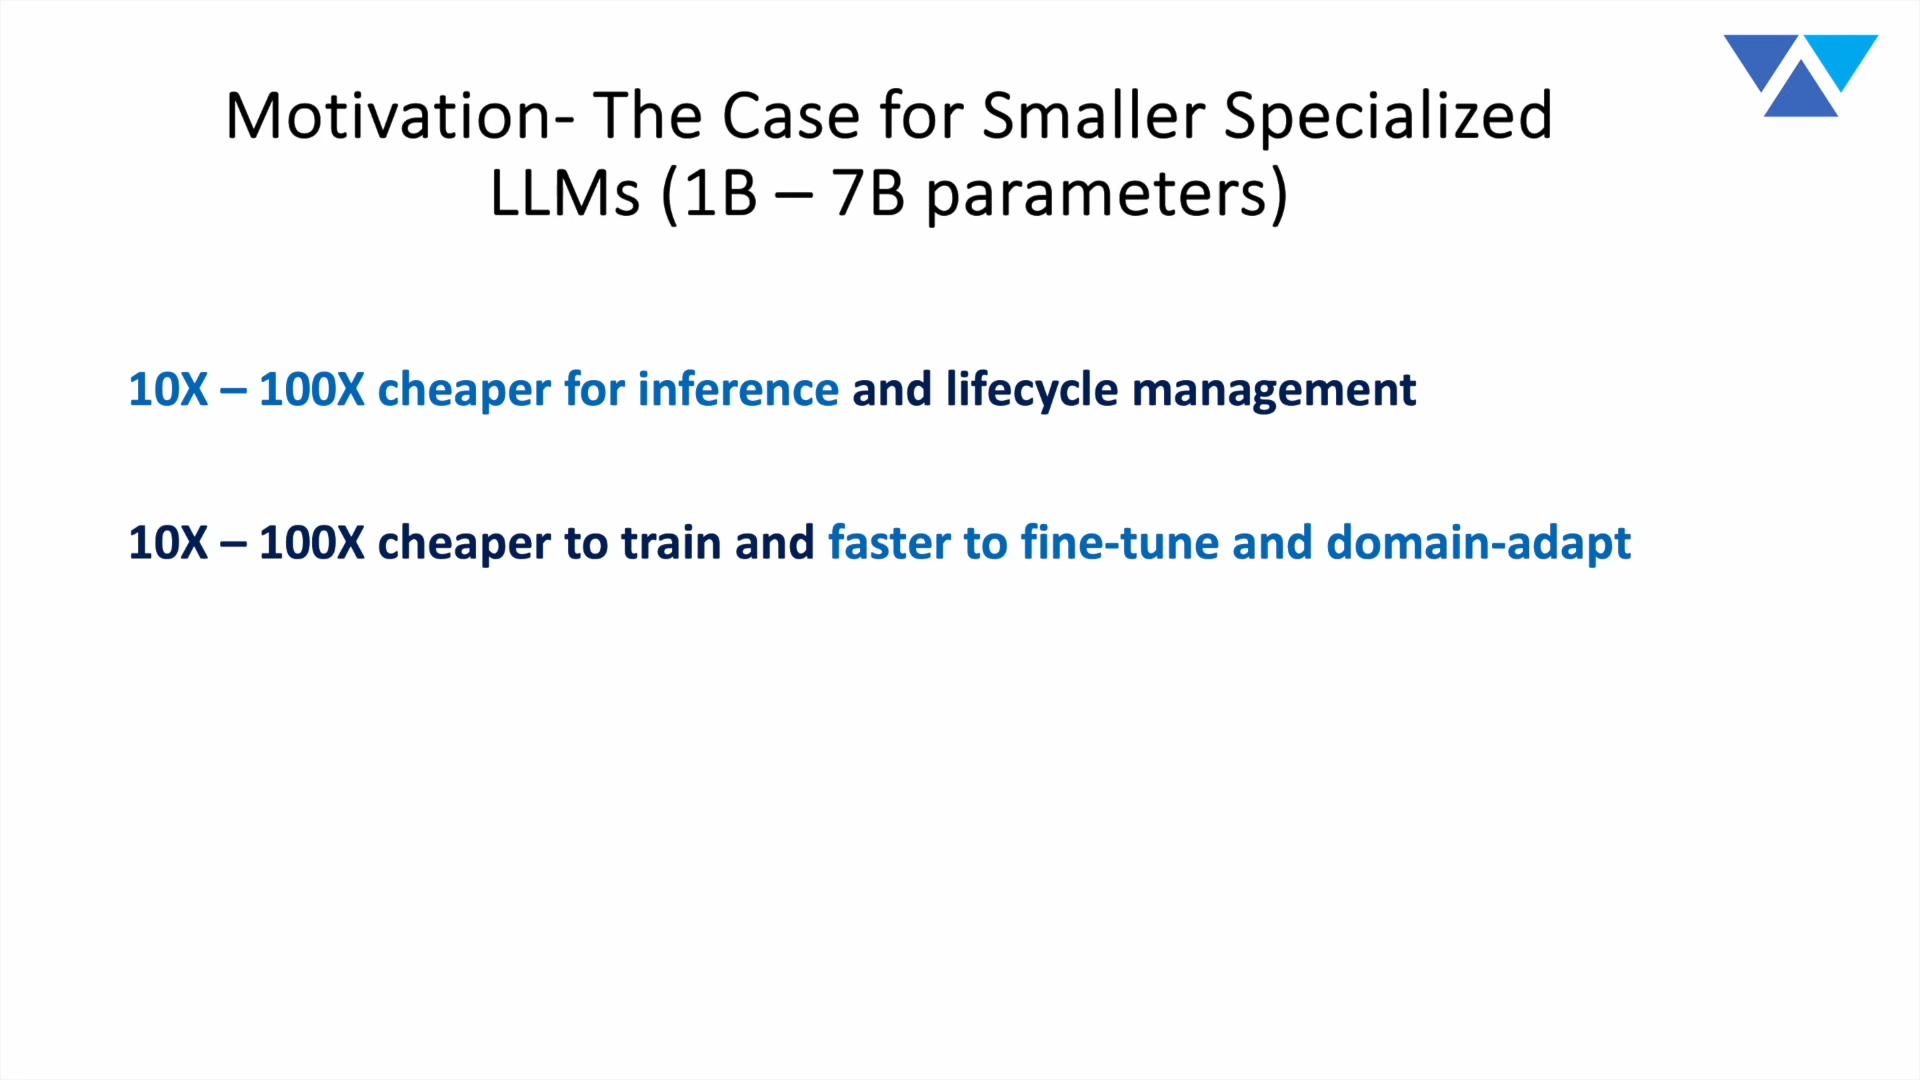 Motivation- The Case for Smaller Specialized
LLMs (1B – 7B parameters)
10X – 100X cheaper for inference and lifecycle management
10X – 100X cheaper to train and faster to fine-tune and domain-adapt